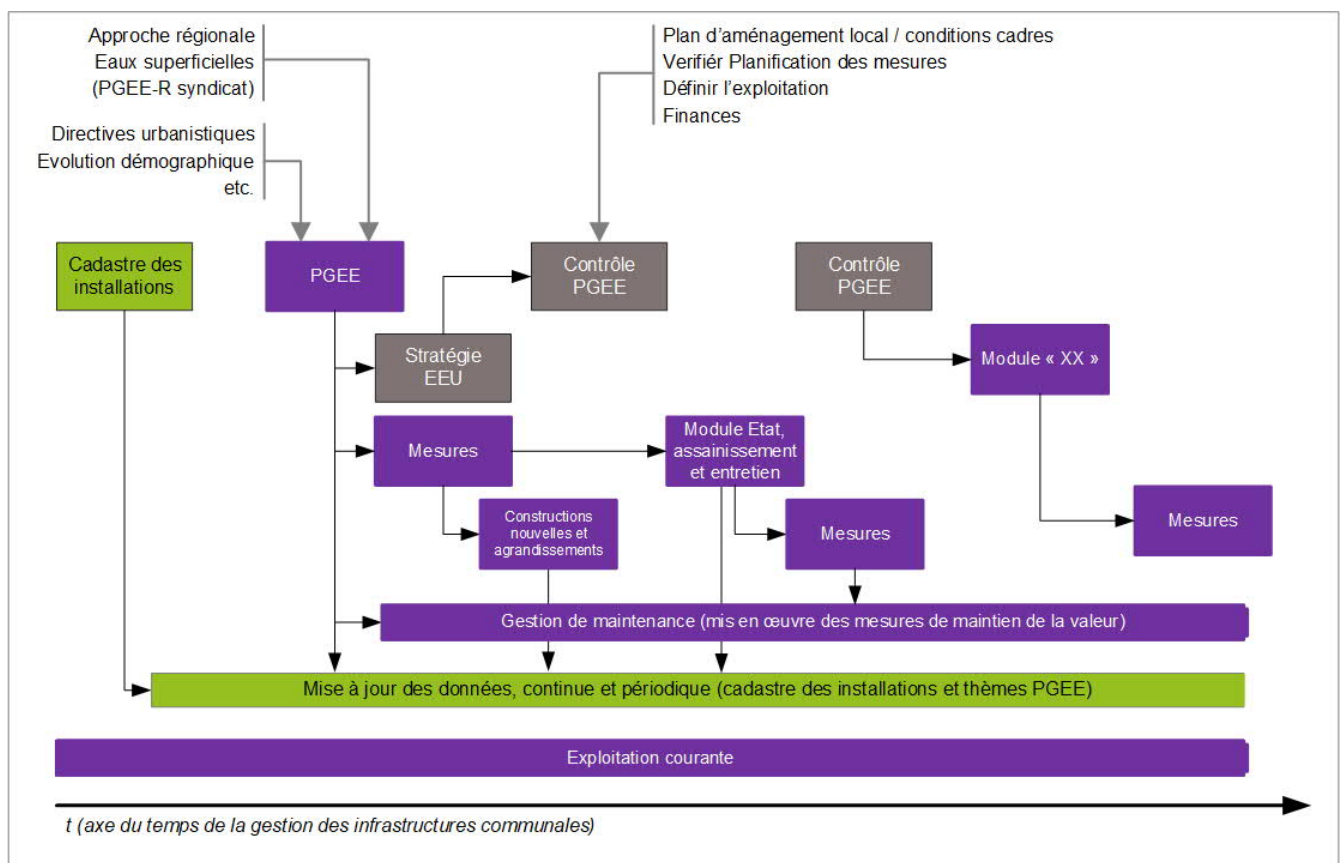 Approche régionale
Eaux superficielles
(PGEE-R syndicat)
Directives urbanistiques
Evolution démographique
etc.
Plan d’aménagement local / conditions cadres
Verifiér Planification des mesures
Définir l’exploitation
Finances
Cadastre des
installations
PGEE
Contrôle
PGEE
Contrôle
PGEE
Stratégie
EEU
Module « XX »
Mesures
Module Etat,
assainissement
et entretien
Constructions
nouvelles et
agrandissements
Mesures
Mesures
Gestion de maintenance (mis en œuvre des mesures de maintien de la valeur)
Mise à jour des données, continue et périodique (cadastre des installations et thèmes PGEE)
Exploitation courante
t (axe du temps de la gestion des infrastructures communales)